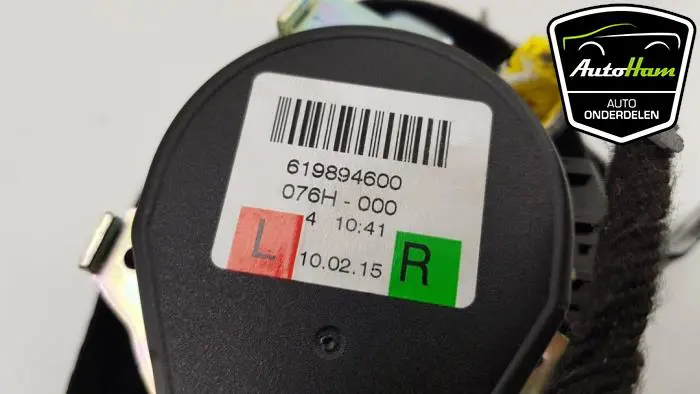 AutoHam
AUTO
ONDERDELEN
619894600
076H - 000
4 10:41
L
10.02.15
R